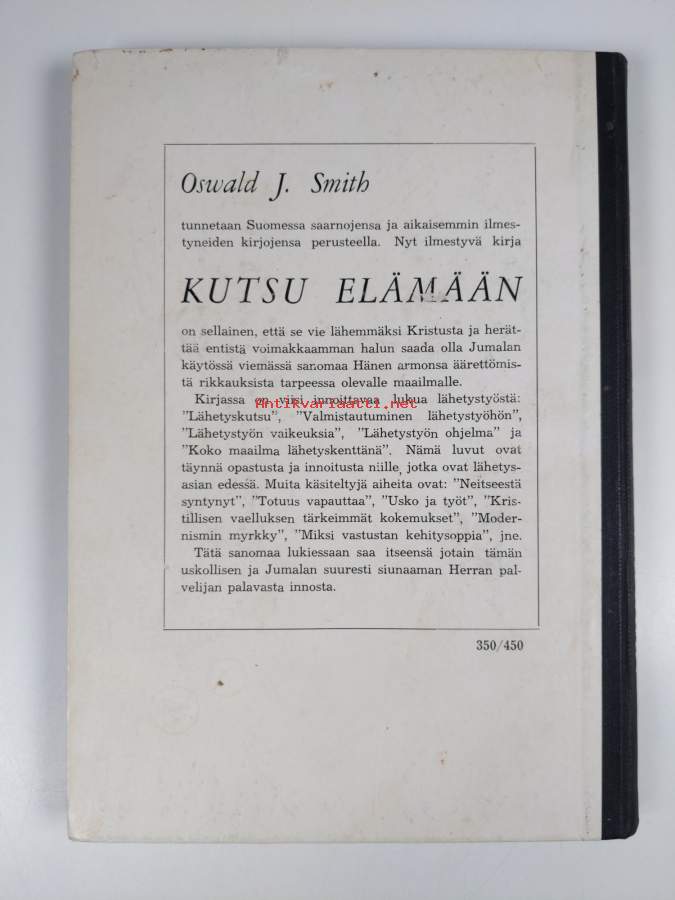 Oswald J. Smith
tunnetaan Suomessa saarnojensa ja aikaisemmin ilmes-
tyneiden kirjojensa perusteella. Nyt ilmestyvä kirja
KUTSU ELÄMÄÄN
on sellainen, että se vie lähemmäksi Kristusta ja herät-
tää entistä voimakkaamman halun saada olla Jumalan
käytössä viemässä sanomaa Hänen armonsa äärettömis-
tä rikkauksista tarpeessa olevalle maailmalle.
Kirjassa on viisi innoittavaa lukua lähetystyöstä:
Antikvariaatti.net
"Lähetyskutsu", "Valmistautuminen lähetystyöhön",
"Lähetystyön vaikeuksia", "Lähetystyön ohjelma" ja
"Koko maailma lähetyskenttänä". Nämä luvut ovat
täynnä opastusta ja innoitusta niille, jotka ovat lähetys-
asian edessä. Muita käsiteltyjä aiheita ovat: "Neitseestä
syntynyt", "Totuus vapauttaa", "Usko ja työt", "Kris-
tillisen vaelluksen tärkeimmät kokemukset", "Moder-
nismin myrkky", "Miksi vastustan kehitysoppia", jne.
Tätä sanomaa lukiessaan saa itseensä jotain tämän
uskollisen ja Jumalan suuresti siunaaman Herran pal-
velijan palavasta innosta.
350/450